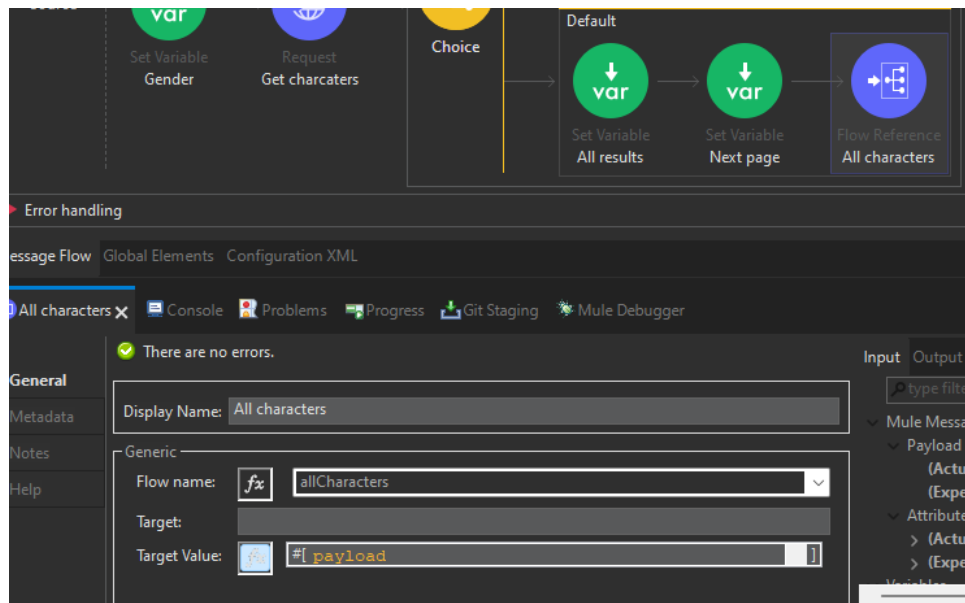 Source
var
Set Variable
Gender
Request
Get charcaters
Choice
Default
var
Set Variable
All results
var
Set Variable
Next page
Flow Reference
All characters
Error handling
essage Flow
Global Elements
Configuration XML
All characters
Console
Problems
Progress
Git Staging
Mule Debugger
There are no errors.
General
Metadata
Notes
Help
Display Name:
All characters
Generic
Flow name:
fx
allCharacters
Target:
Target Value:
fx
#[ payload ]
Input
Output
type filte
Mule Messa
Payload
(Actu
(Expe
Attribute
(Actu
(Expe
Variables